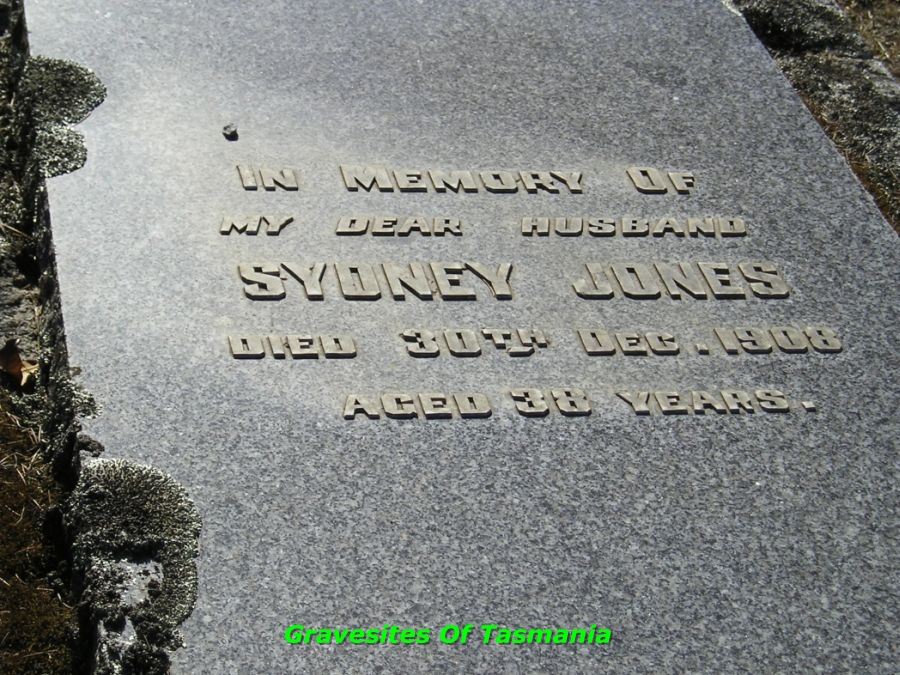 In Memory Of
MY DEAR HUSBAND
SYDNEY JONES
DIED 30TH DEC. 1908
AGED 38 YEARS.
Gravesites Of Tasmania